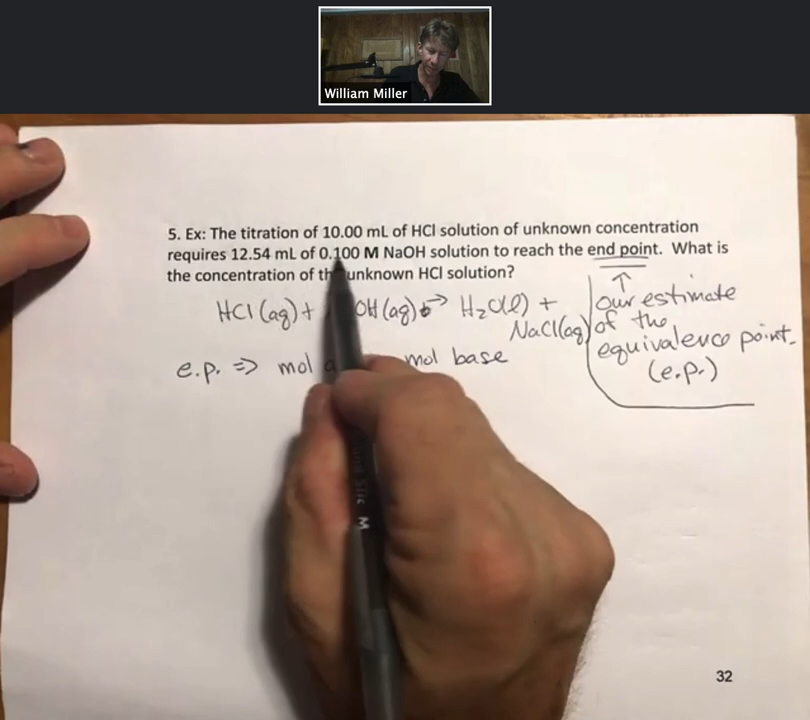 William Miller
5. Ex: The titration of 10.00 mL of HCl solution of unknown concentration
requires 12.54 mL of 0.100 M NaOH solution to reach the end point. What is
the concentration of unknown HCl solution?
HCl (aq) + OH(aq) → H₂O(l) +
NaCl(aq)
our estimate
of the
equivalence point.
(e.p.)
e.p. => mol mol base
M
32